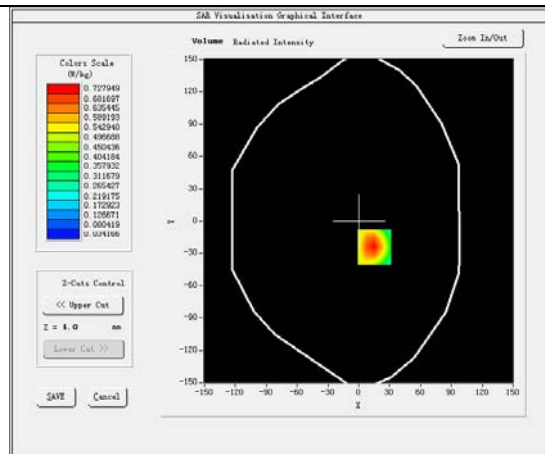 SAR Visualisation Graphical Interface
Volume Radiated Intensity
Zoom In/Out
Colors Scale
(W/kg)
0.727949
0.681697
0.635445
0.589193
0.542940
0.496688
0.450436
0.404184
0.357932
0.311679
0.265427
0.219175
0.172923
0.126671
0.080419
0.034166
Z-Cuts Control
<< Upper Cut
Z = 4.0 mm
Lower Cut >>
SAVE Cancel
150
120
90
60
30
0
-30
-60
-90
-120
-150
Y
-150 -120 -90 -60 -30 0 30 60 90 120 150
X